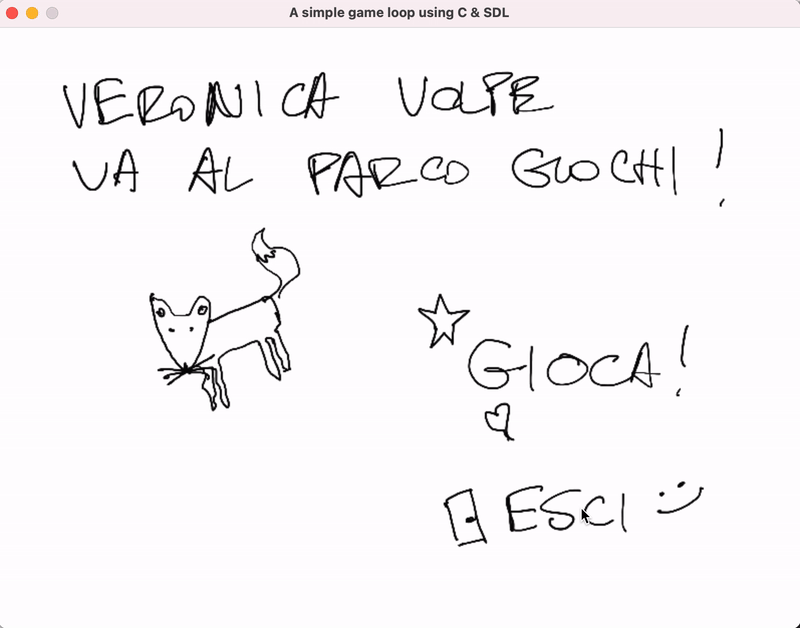 A simple game loop using C & SDL
VERONICA VOLPE
VA AL PARCO GIOCHI!
GIOCA!
ESCI